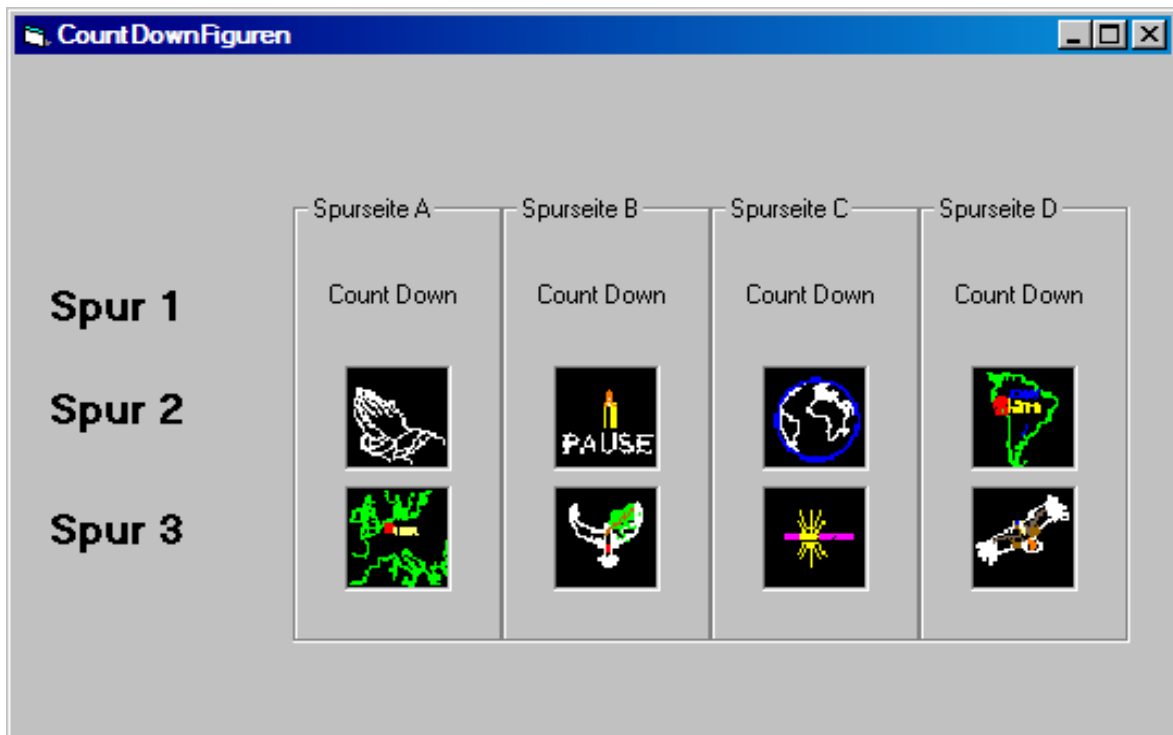 CountDownFiguren
Spurseite A Spurseite B Spurseite C Spurseite D
Spur 1 Count Down Count Down Count Down Count Down
Spur 2
PAUSE
Spur 3